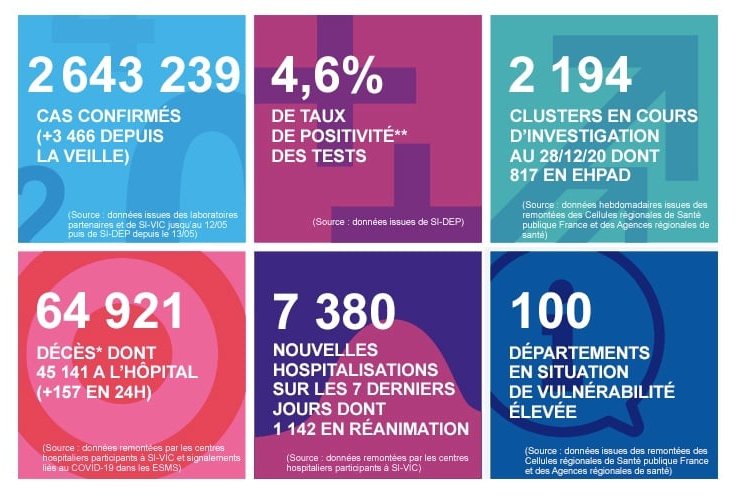 2 643 239
CAS CONFIRMÉS
(+3 466 DEPUIS
LA VEILLE)
(Source : données issues des laboratoires
partenaires et de SI-VIC jusqu'au 12/05
puis de SI-DEP depuis le 13/05)
4,6%
DE TAUX
DE POSITIVITÉ**
DES TESTS
(Source : données issues de SI-DEP)
2 194
CLUSTERS EN COURS
D'INVESTIGATION
AU 28/12/20 DONT
817 EN EHPAD
(Source : données hebdomadaires issues des
remontées des Cellules régionales de Santé
publique France et des Agences régionales de
santé)
64 921
DÉCÈS* DONT
45 141 A L'HÔPITAL
(+157 EN 24H)
(Source : données remontées par les centres
hospitaliers participants à SI-VIC et signalements
liés au COVID-19 dans les ESMS)
7 380
NOUVELLES
HOSPITALISATIONS
SUR LES 7 DERNIERS
JOURS DONT
1 142 EN RÉANIMATION
(Source : données remontées par les centres
hospitaliers participants à SI-VIC)
100
DÉPARTEMENTS
EN SITUATION
DE VULNÉRABILITÉ
ÉLEVÉE
(Source : données issues des remontées des
Cellules régionales de Santé publique France
et des Agences régionales de santé)